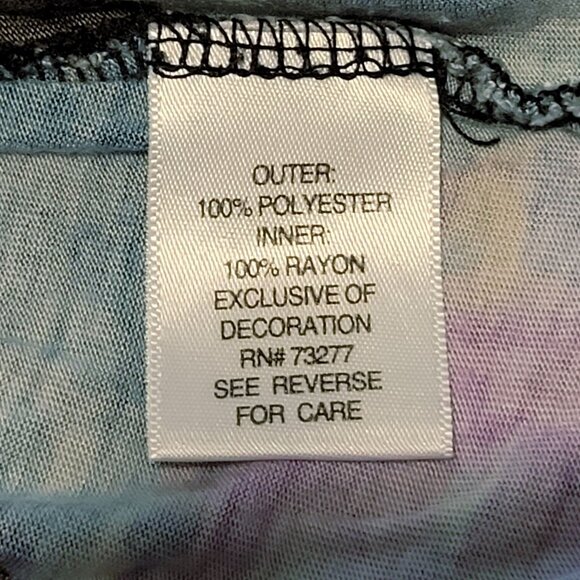 OUTER:
100% POLYESTER
INNER:
100% RAYON
EXCLUSIVE OF
DECORATION
RN# 73277
SEE REVERSE
FOR CARE